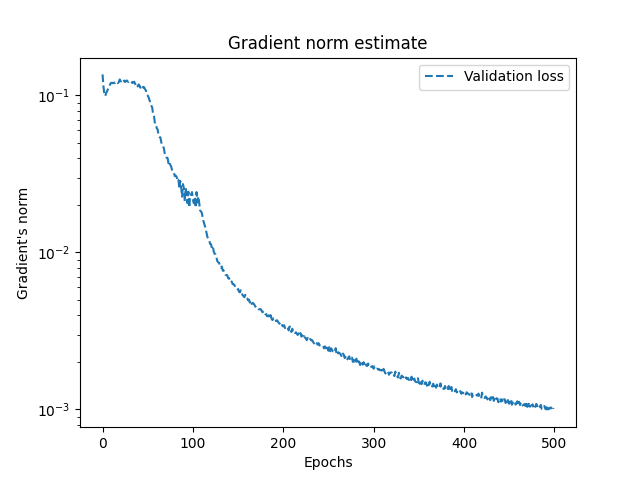 Gradient norm estimate
Validation loss
Gradient's norm
10⁻¹
10⁻²
10⁻³
0 100 200 300 400 500
Epochs